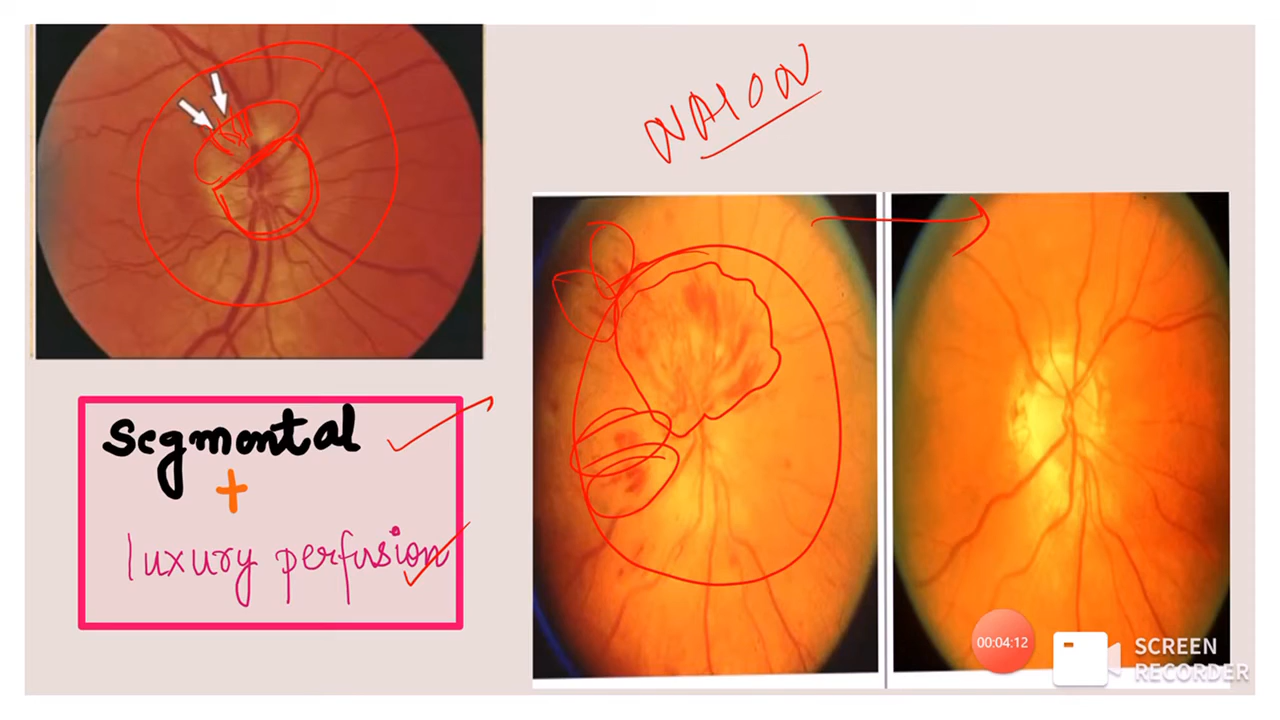 NAION
Segmental
+
luxury perfusion
00:04:12
SCREEN
RECORDER